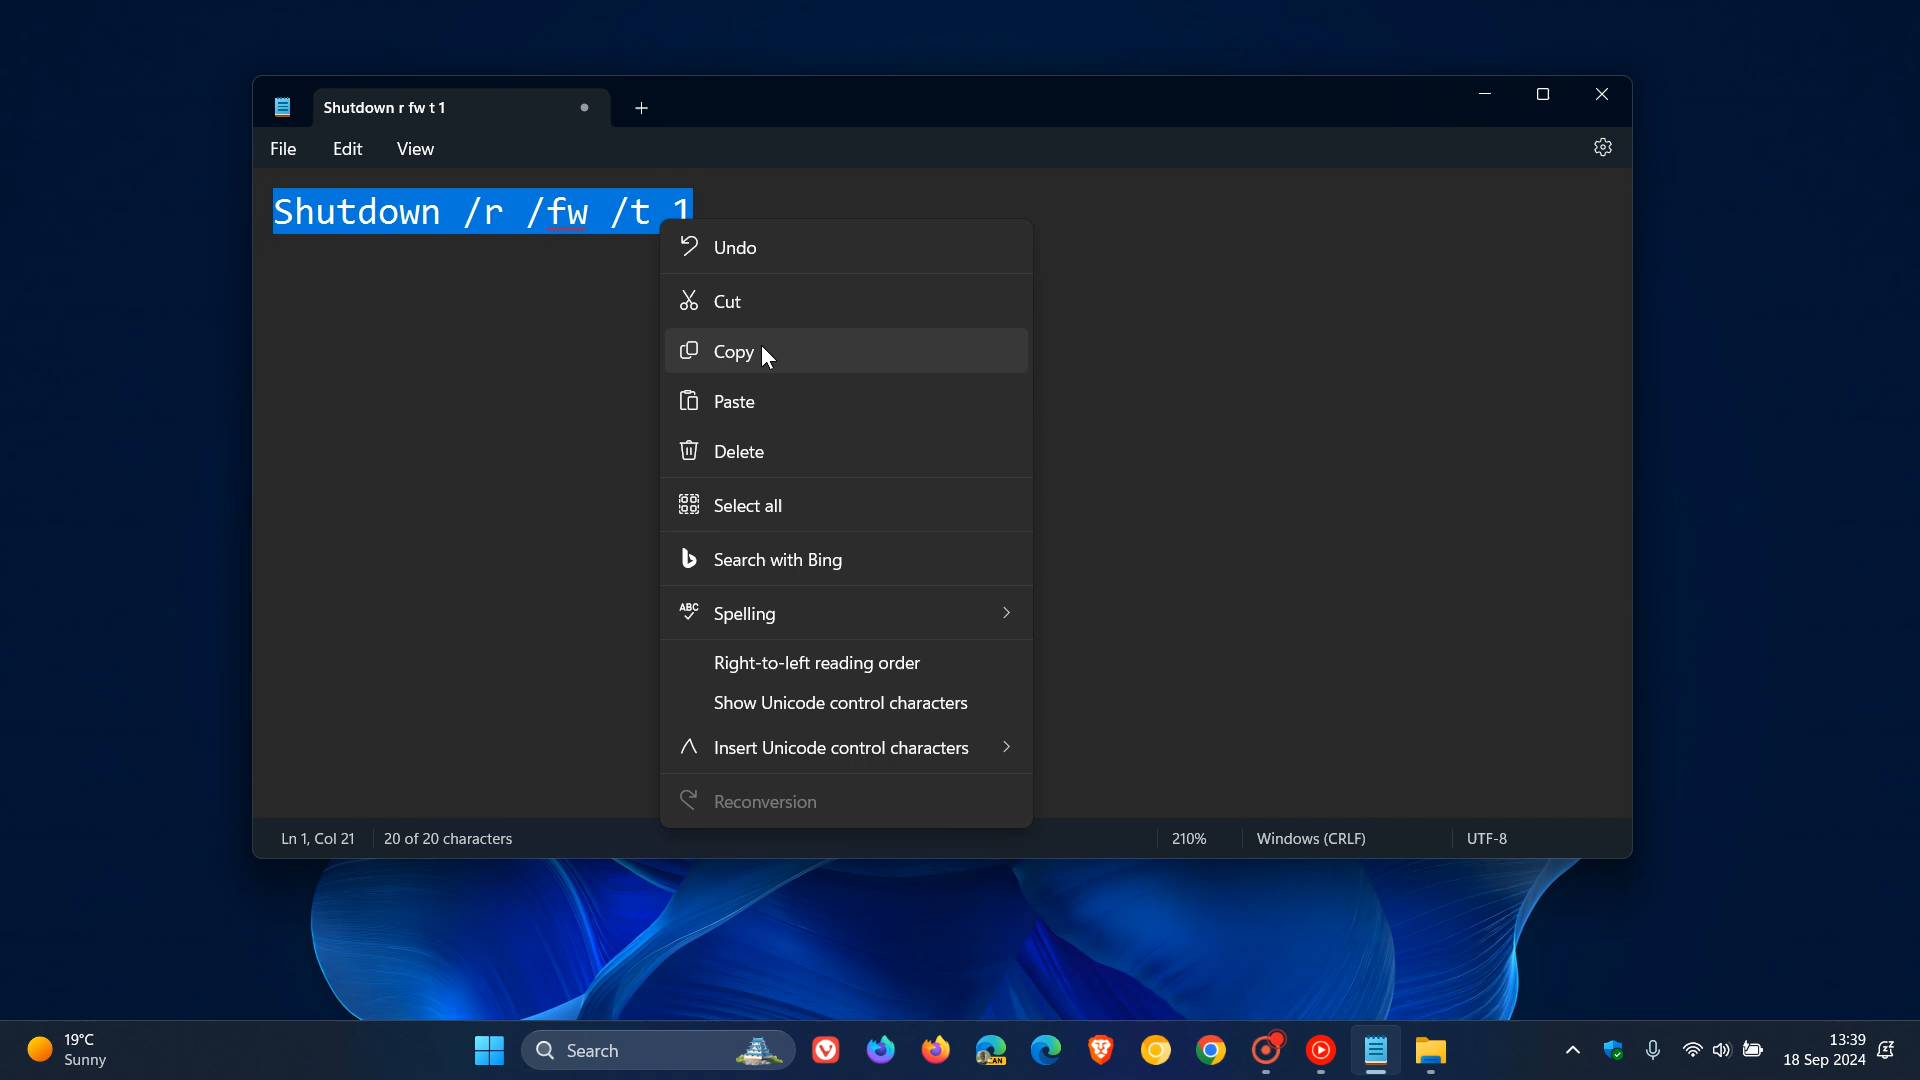 Shutdown r fw t 1
File Edit View
Shutdown /r /fw /t 1
Undo
Cut
Copy
Paste
Delete
Select all
Search with Bing
ABC Spelling
Right-to-left reading order
Show Unicode control characters
Insert Unicode control characters
Reconversion
Ln 1, Col 21 20 of 20 characters 210% Windows (CRLF) UTF-8
19°C
Sunny
Search
CAN
13:39
18 Sep 2024